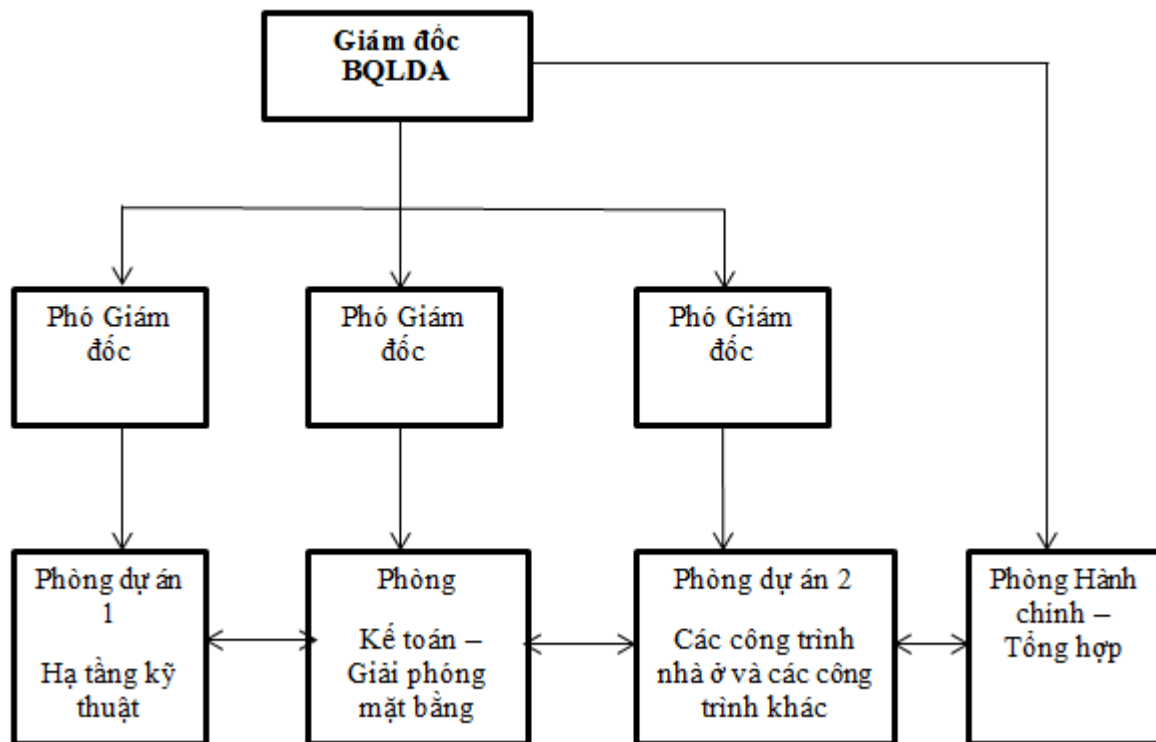 Giám đốc
BQLDA
Phó Giám
đốc
Phó Giám
đốc
Phó Giám
đốc
Phòng dự án
1
Hạ tầng kỹ
thuật
Phòng
Kế toán –
Giải phóng
mặt bằng
Phòng dự án 2
Các công trình
nhà ở và các công
trình khác
Phòng Hành
chính –
Tổng hợp